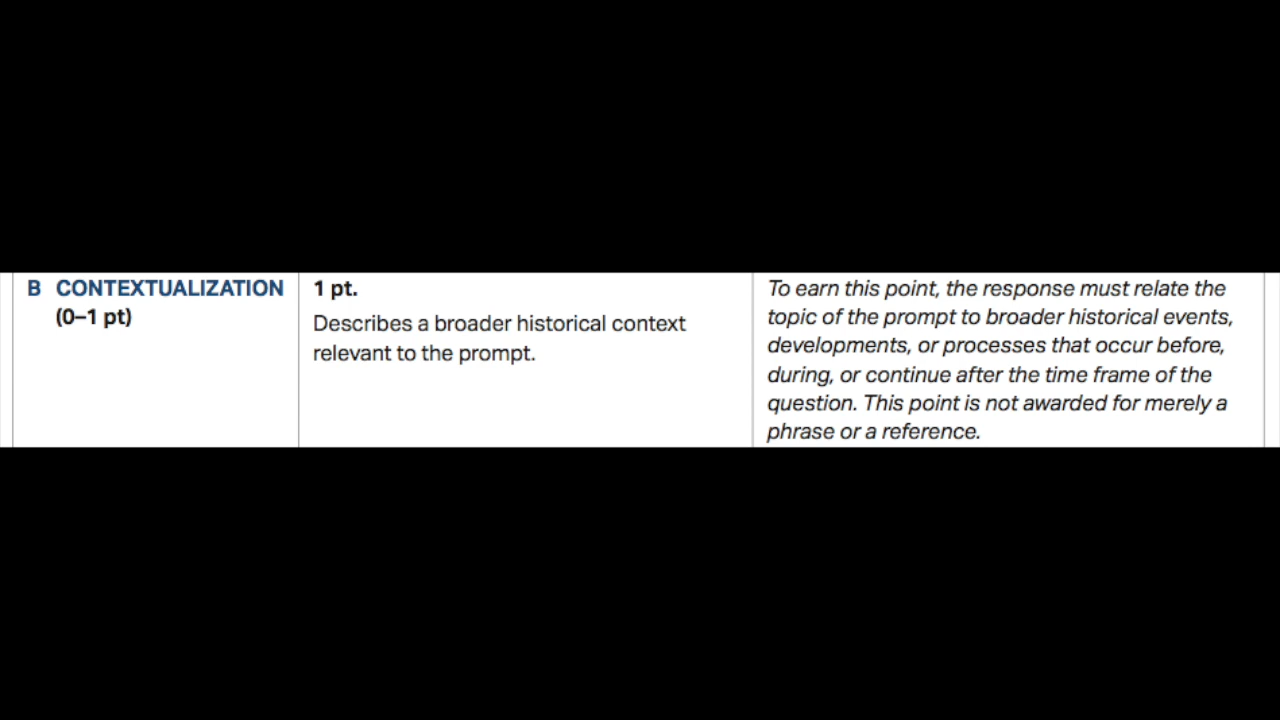 B CONTEXTUALIZATION
(0–1 pt)
1 pt.
Describes a broader historical context
relevant to the prompt.
To earn this point, the response must relate the
topic of the prompt to broader historical events,
developments, or processes that occur before,
during, or continue after the time frame of the
question. This point is not awarded for merely a
phrase or a reference.